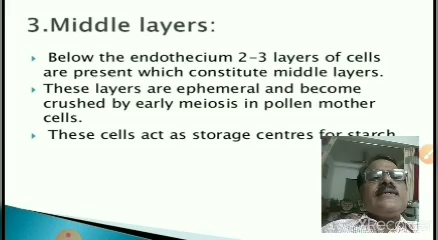 3.Middle layers:
Below the endothecium 2-3 layers of cells
are present which constitute middle layers.
These layers are ephemeral and become
crushed by early meiosis in pollen mother
cells.
These cells act as storage centres for starch